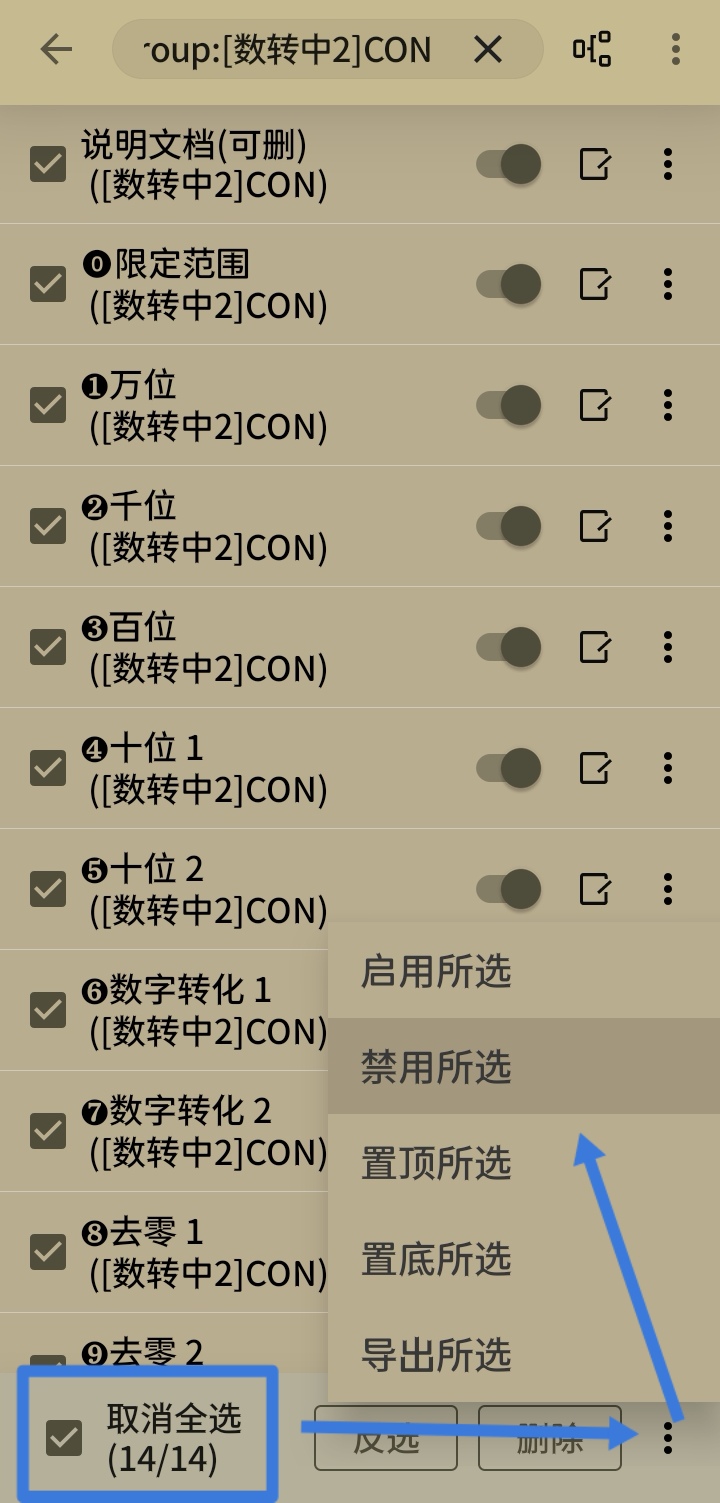 roup:[数转中2]CON
说明文档(可删)
([数转中2]CON)
⓿限定范围
([数转中2]CON)
❶万位
([数转中2]CON)
❷千位
([数转中2]CON)
❸百位
([数转中2]CON)
❹十位 1
([数转中2]CON)
❺十位 2
([数转中2]CON)
❻数字转化 1
([数转中2]CON)
❼数字转化 2
([数转中2]CON)
❽去零 1
([数转中2]CON)
❾去零 2
启用所选
禁用所选
置顶所选
置底所选
导出所选
取消全选
(14/14)
反选
删除